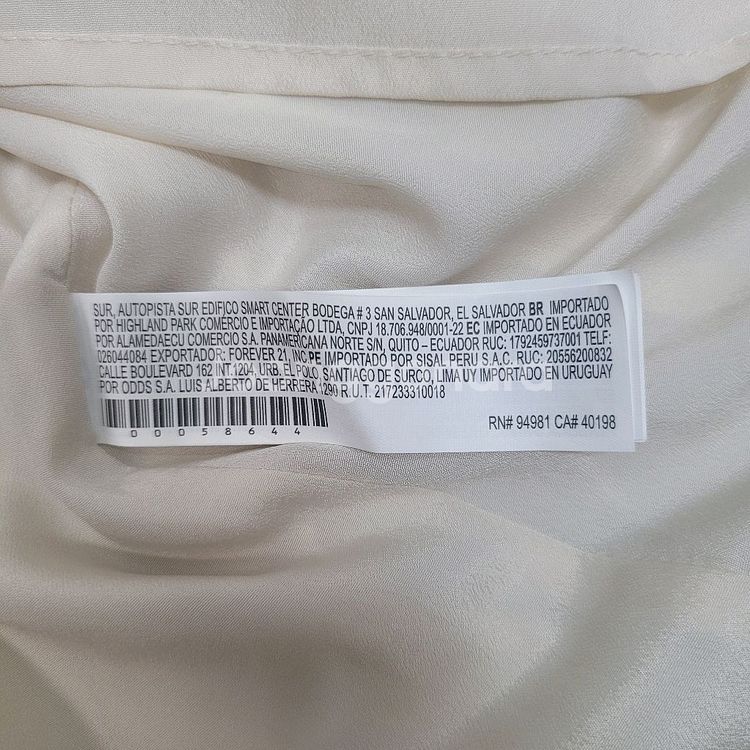 SUR, AUTOPISTA SUR EDIFICO SMART CENTER BODEGA # 3 SAN SALVADOR, EL SALVADOR BR IMPORTADO
POR HIGHLAND PARK COMÉRCIO E IMPORTAÇÃO LTDA, CNPJ 18.706.948/0001-22 EC IMPORTADO EN ECUADOR
POR ALAMEDAECU COMERCIO S.A. PANAMERICANA NORTE S/N, QUITO – ECUADOR RUC: 1792459737001 TELF:
026044084 EXPORTADOR: FOREVER 21, INC PE IMPORTADO POR SISAL PERU S.A.C. RUC: 20556200832
CALLE BOULEVARD 162 INT.1204, URB. EL POLO, SANTIAGO DE SURCO, LIMA UY IMPORTADO EN URUGUAY
POR ODDS S.A. LUIS ALBERTO DE HERRERA 1290 R.U.T. 217233310018
00058644
RN# 94981 CA# 40198